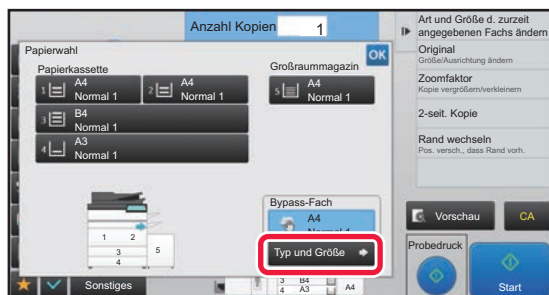 Anzahl Kopien
1
Art und Größe d. zurzeit
angegebenen Fachs ändern
Original
Größe/Ausrichtung ändern
Zoomfaktor
Kopie vergrößern/verkleinern
2-seit. Kopie
Rand wechseln
Pos. versch., dass Rand vorh.
Papierwahl
OK
Papierkassette
Großraummagazin
1 A4
Normal 1
2 A4
Normal 1
5 A4
Normal 1
3 B4
Normal 1
4 A3
Normal 1
1 2
3
4
5
Bypass-Fach
A4
Normal 1
Typ und Größe
Vorschau
CA
Probedruck
Start
Sonstiges
3 B4
4 A3
A4